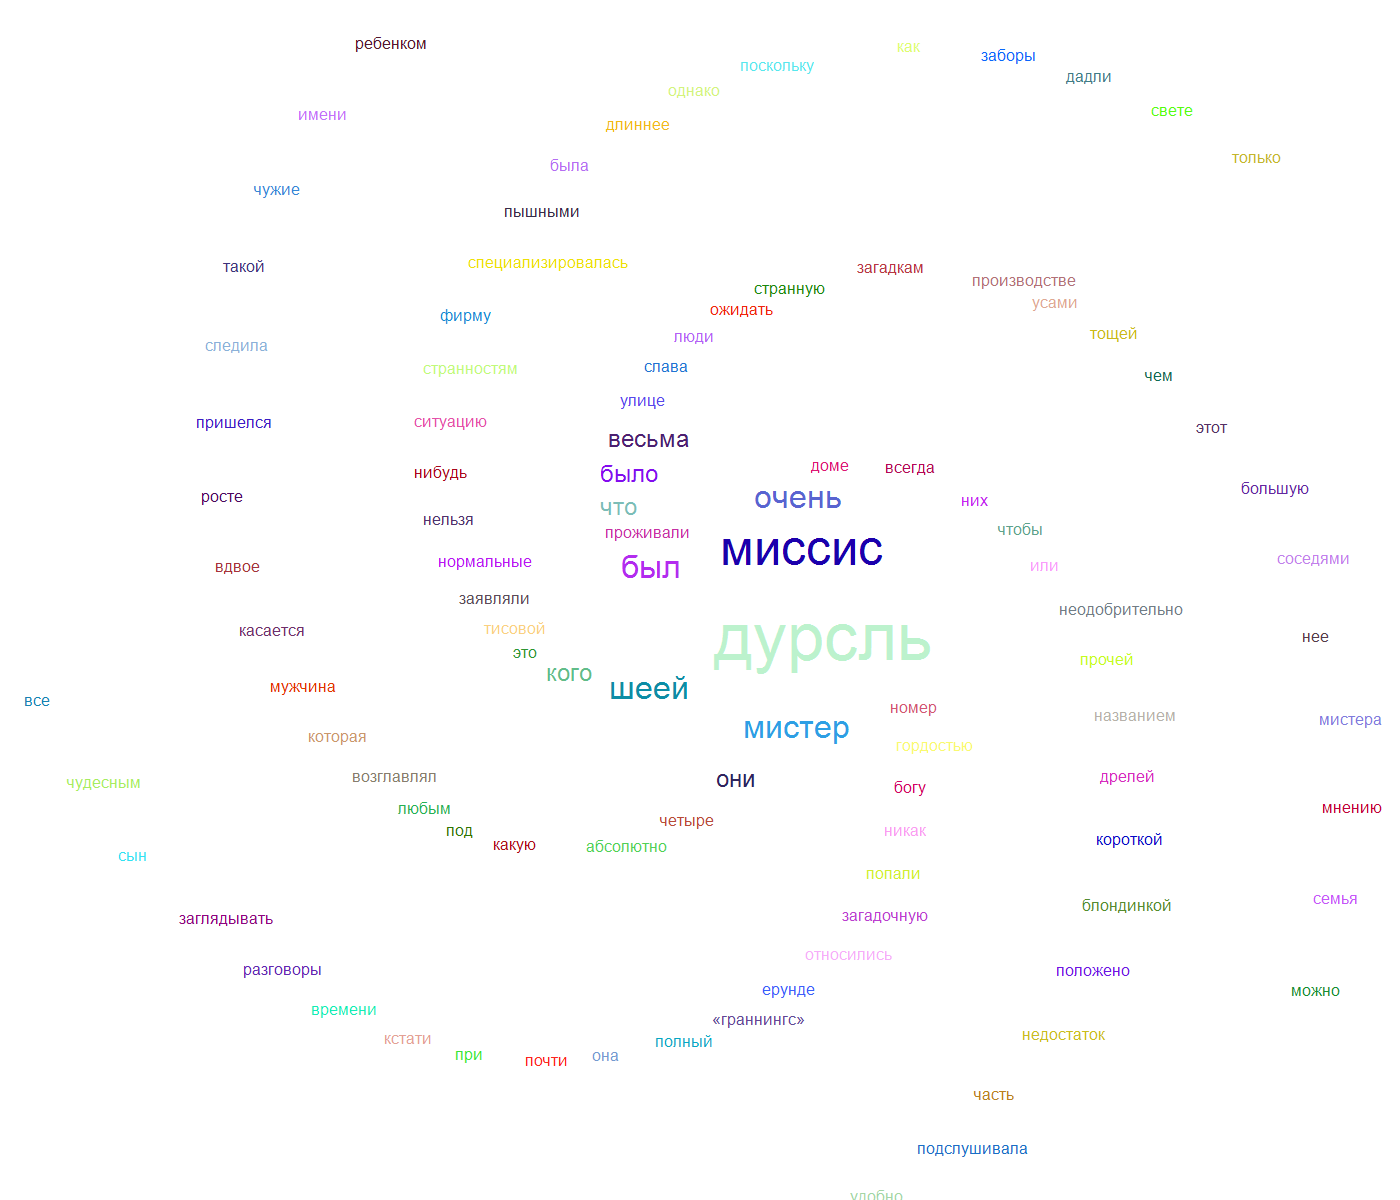 ребенком
как
заборы
поскольку
дадли
однако
свете
имени
длиннее
только
была
чужие
пышными
специализировалась
такой
загадкам
производстве
странную
усами
ожидать
фирму
тощей
люди
следила
слава
странностям
чем
улице
ситуацию
пришелся
этот
весьма
доме
всегда
нибудь
было
большую
росте
очень
них
что
нельзя
чтобы
проживали
миссис
соседями
нормальные
или
вдвое
был
заявляли
неодобрительно
тисовой
касается
дурсль
нее
это
прочей
кого
мужчина
шеей
все
номер
названием
мистера
мистер
которая
гордостью
возглавлял
они
дрелей
чудесным
богу
любым
мнению
четыре
под
никак
какую
абсолютно
короткой
сын
попали
семья
блондинкой
заглядывать
загадочную
относились
разговоры
положено
ерунде
можно
времени
«граннингс»
кстати
полный
недостаток
при
почти
она
часть
подслушивала
удобно